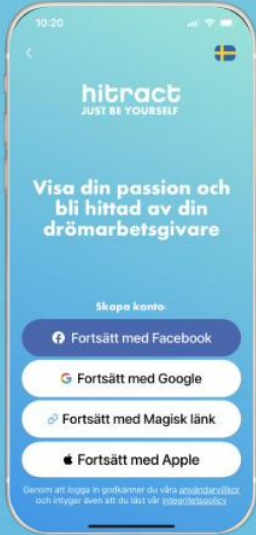 10:20
hitract
JUST BE YOURSELF
Visa din passion och
bli hittad av din
drömarbetsgivare
Skapa konto:
Fortsätt med Facebook
Fortsätt med Google
Fortsätt med Magisk länk
Fortsätt med Apple
Genom att logga in godkänner du våra användarvillkor
och intygar även att du läst vår integritetspolicy